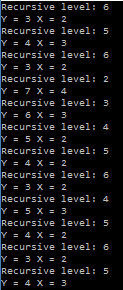 Recursive level: 6
Y = 3 X = 2
Recursive level: 5
Y = 4 X = 3
Recursive level: 6
Y = 3 X = 2
Recursive level: 2
Y = 7 X = 4
Recursive level: 3
Y = 6 X = 3
Recursive level: 4
Y = 5 X = 2
Recursive level: 5
Y = 4 X = 2
Recursive level: 6
Y = 3 X = 2
Recursive level: 4
Y = 5 X = 3
Recursive level: 5
Y = 4 X = 2
Recursive level: 6
Y = 3 X = 2
Recursive level: 5
Y = 4 X = 3